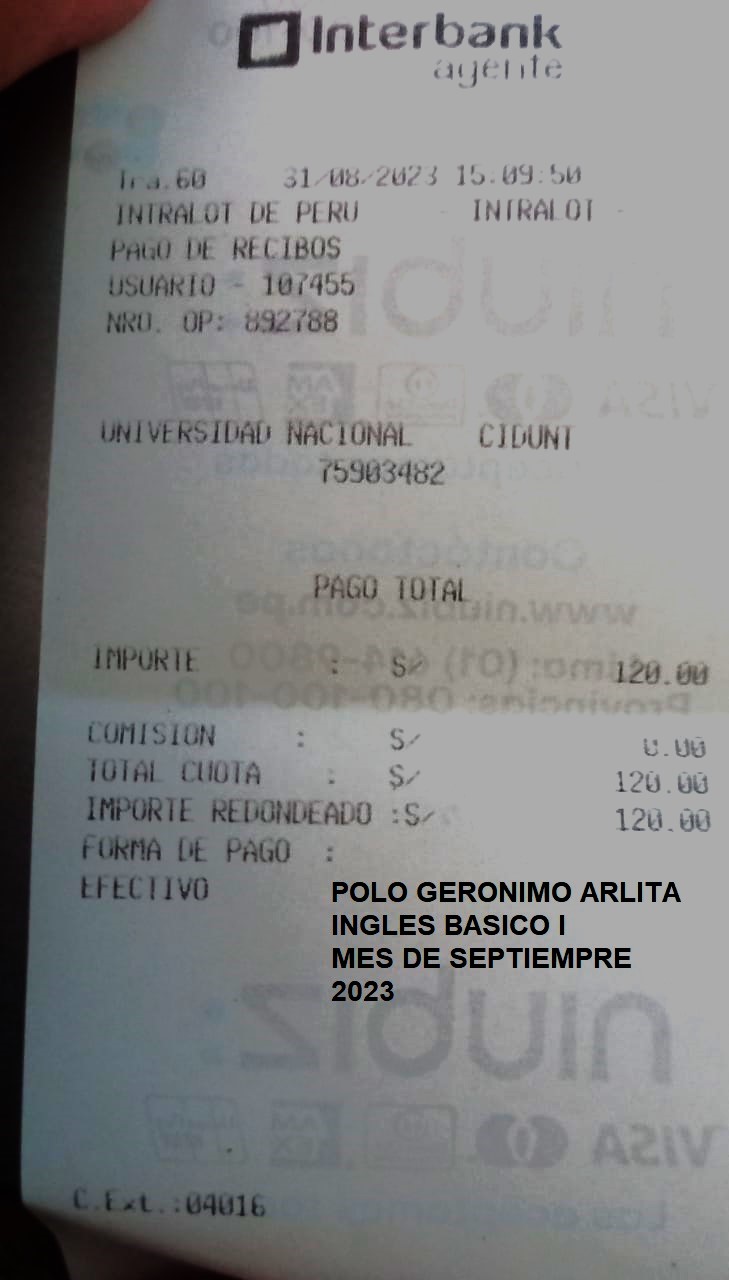 Interbank
agente
Tra.60 31/08/2023 15:09:50
INTRALOT DE PERU - INTRALOT -
PAGO DE RECIBOS
USUARIO - 107455
NRO. OP: 892788
UNIVERSIDAD NACIONAL CIDUNT
75903482
PAGO TOTAL
IMPORTE : S/ 120.00
COMISION : S/ 0.00
TOTAL CUOTA : S/ 120.00
IMPORTE REDONDEADO :S/ 120.00
FORMA DE PAGO :
EFECTIVO
POLO GERONIMO ARLITA
INGLES BASICO I
MES DE SEPTIEMPRE
2023
niubiz
VISA
C.Ext.:04016